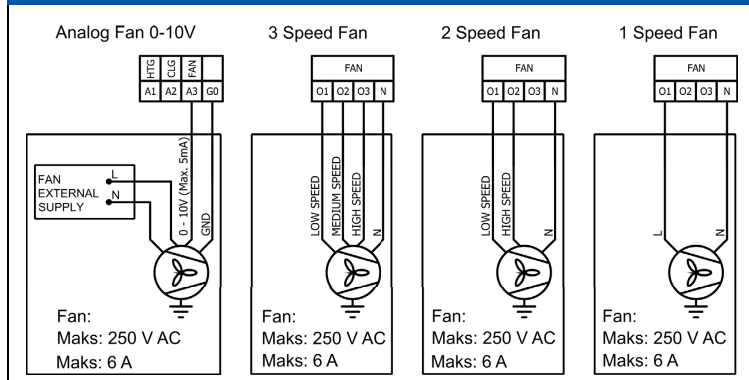 Analog Fan 0-10V
HTG CLG FAN
A1 A2 A3 G0
FAN
EXTERNAL
SUPPLY
L
N
0 - 10V (Max. 5mA)
GND
Fan:
Maks: 250 V AC
Maks: 6 A
3 Speed Fan
FAN
O1 O2 O3 N
LOW SPEED
MEDIUM SPEED
HIGH SPEED
N
Fan:
Maks: 250 V AC
Maks: 6 A
2 Speed Fan
FAN
O1 O2 O3 N
LOW SPEED
HIGH SPEED
N
Fan:
Maks: 250 V AC
Maks: 6 A
1 Speed Fan
FAN
O1 O2 O3 N
L
N
Fan:
Maks: 250 V AC
Maks: 6 A